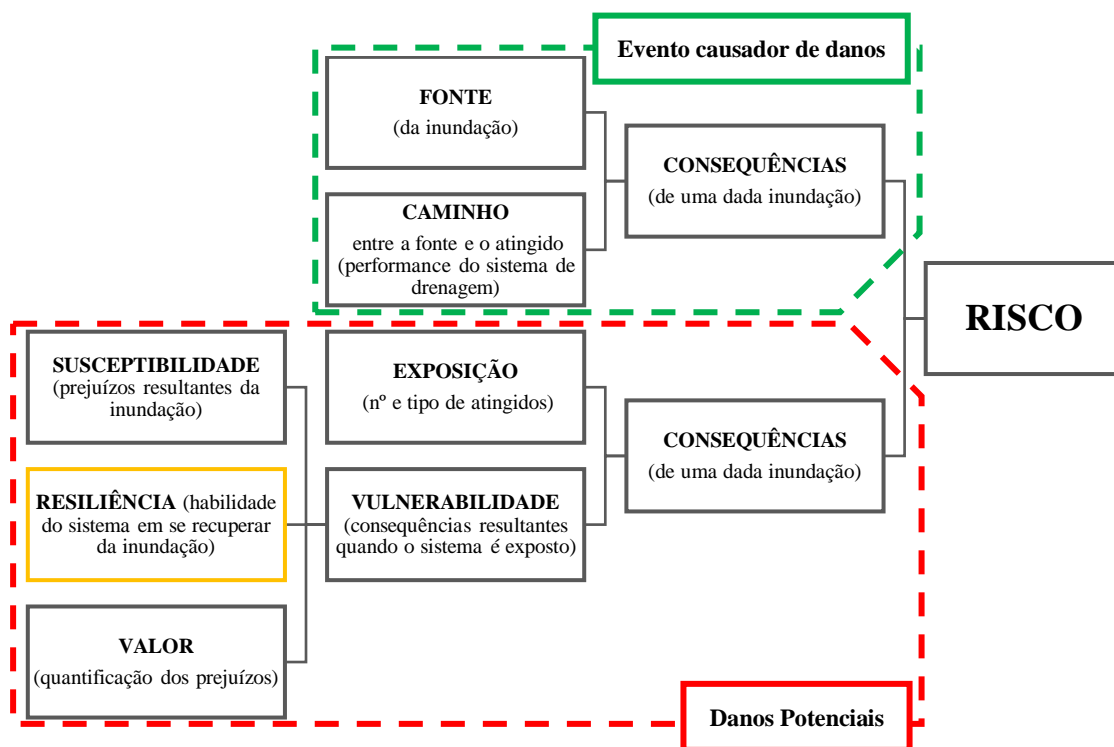 Evento causador de danos
FONTE
(da inundação)
CONSEQUÊNCIAS
(de uma dada inundação)
CAMINHO
entre a fonte e o atingido
(performance do sistema de
drenagem)
RISCO
SUSCEPTIBILIDADE
(prejuízos resultantes da
inundação)
EXPOSIÇÃO
(nº e tipo de atingidos)
CONSEQUÊNCIAS
(de uma dada inundação)
RESILIÊNCIA (habilidade
do sistema em se recuperar
da inundação)
VULNERABILIDADE
(consequências resultantes
quando o sistema é exposto)
VALOR
(quantificação dos prejuízos)
Danos Potenciais